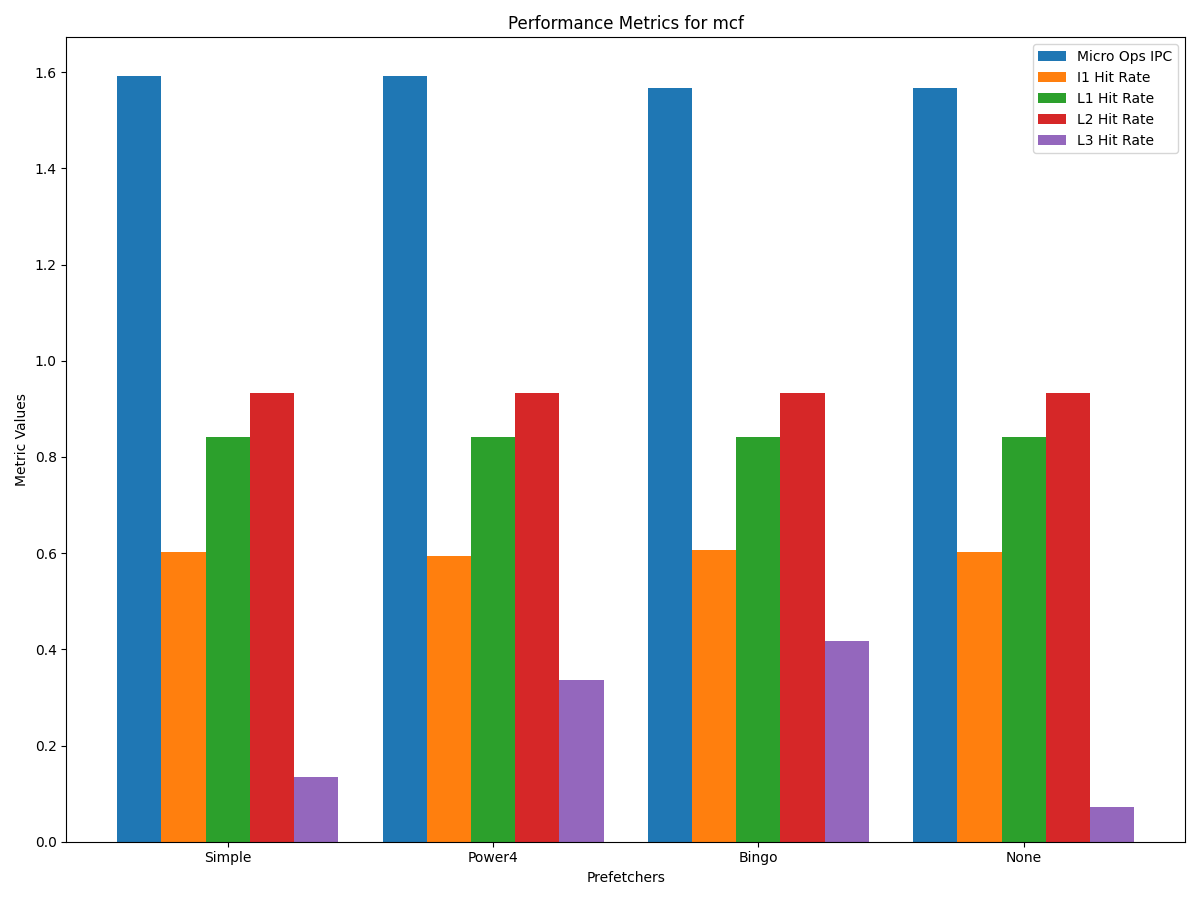 Performance Metrics for mcf
Micro Ops IPC
I1 Hit Rate
L1 Hit Rate
L2 Hit Rate
L3 Hit Rate
Metric Values
1.6
1.4
1.2
1.0
0.8
0.6
0.4
0.2
0.0
Simple Power4 Bingo None
Prefetchers